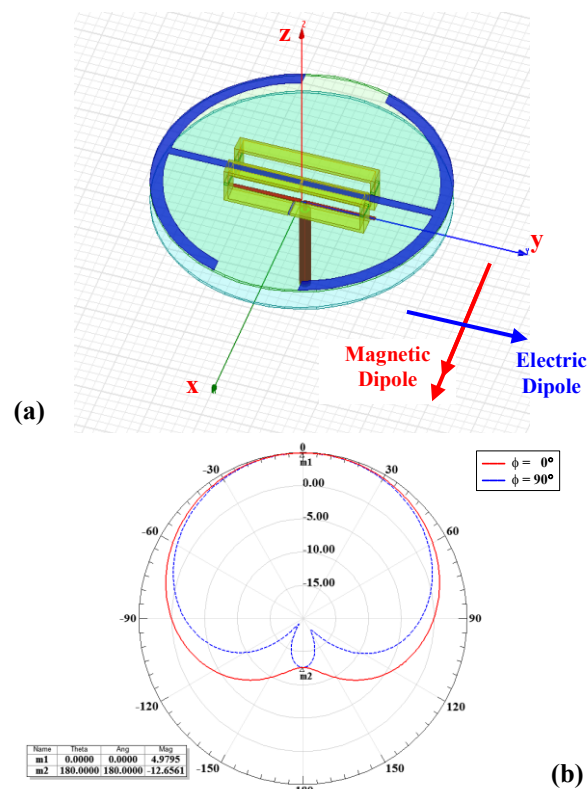 z
z
y
y
x
Magnetic
Dipole
Electric
Dipole
(a)
0
m1
-30
30
0.00
-5.00
-60
60
-10.00
-15.00
-90
90
m2
-120
120
-150
150
180
φ = 0°
φ = 90°
Name Theta Ang Mag
m1 0.0000 0.0000 4.9795
m2 180.0000 180.0000 -12.6561
(b)